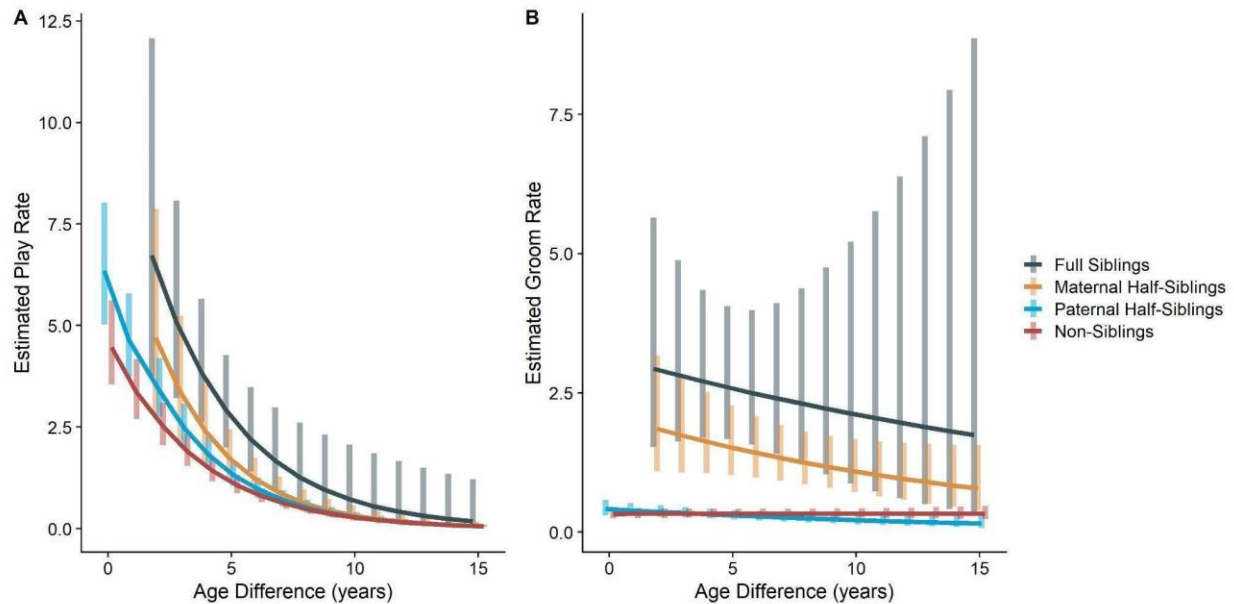 A
Estimated Play Rate
12.5
10.0
7.5
5.0
2.5
0.0
0 5 10 15
Age Difference (years)
B
Estimated Groom Rate
7.5
5.0
2.5
0.0
0 5 10 15
Age Difference (years)
Full Siblings
Maternal Half-Siblings
Paternal Half-Siblings
Non-Siblings